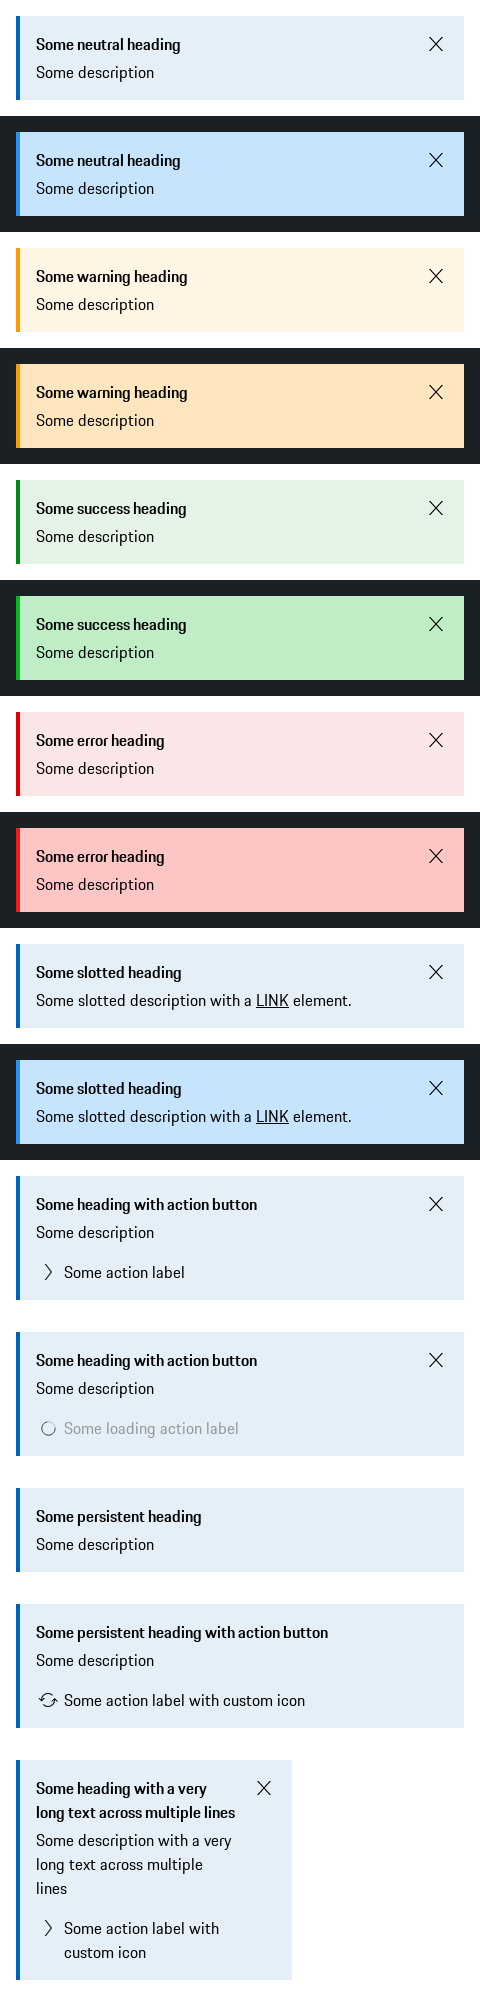 Some neutral heading
Some description
Some neutral heading
Some description
Some warning heading
Some description
Some warning heading
Some description
Some success heading
Some description
Some success heading
Some description
Some error heading
Some description
Some error heading
Some description
Some slotted heading
Some slotted description with a LINK element.
Some slotted heading
Some slotted description with a LINK element.
Some heading with action button
Some description
Some action label
Some heading with action button
Some description
Some loading action label
Some persistent heading
Some description
Some persistent heading with action button
Some description
Some action label with custom icon
Some heading with a very
long text across multiple lines
Some description with a very
long text across multiple
lines
Some action label with
custom icon